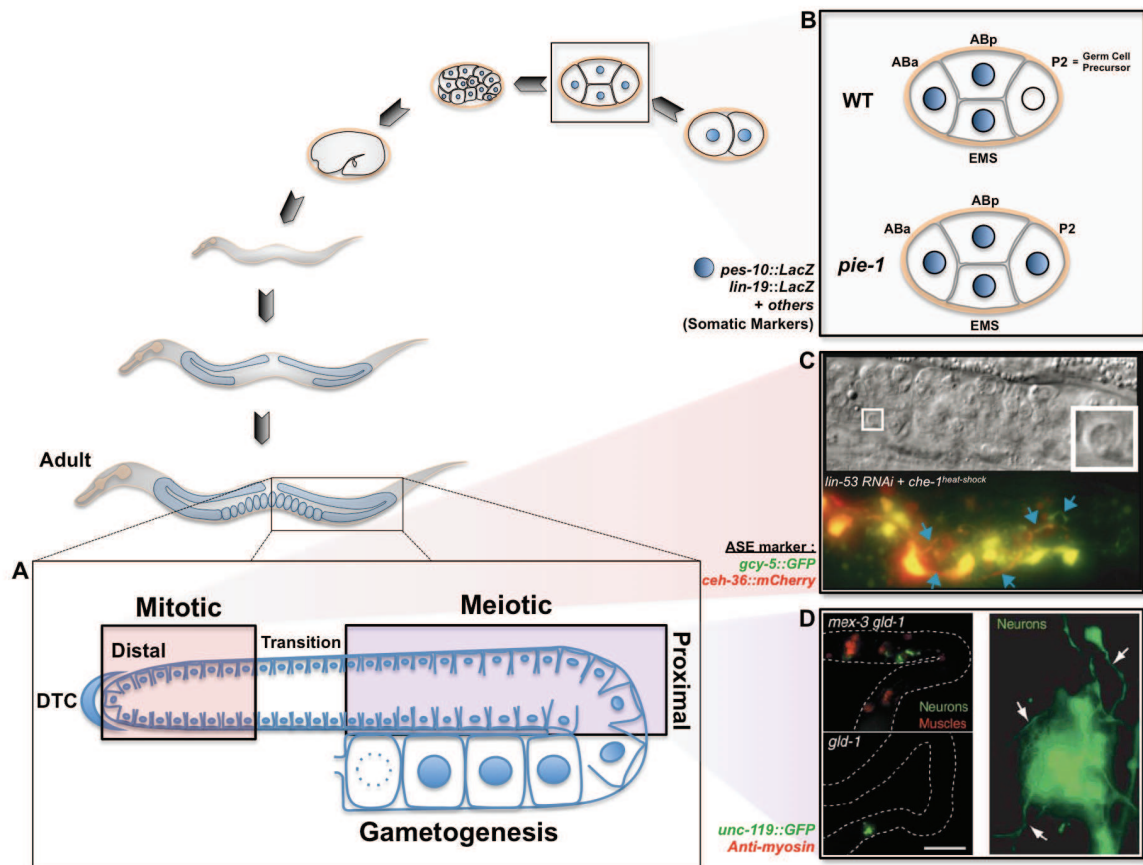 B
ABp
ABa
P2 = Germ Cell
Precursor
WT
EMS
ABp
ABa
P2
pie-1
EMS
pes-10::LacZ
lin-19::LacZ
+ others
(Somatic Markers)
C
lin-53 RNAi + che-1heat-shock
ASE marker :
gcy-5::GFP
ceh-36::mCherry
Adult
A
Mitotic
Meiotic
Distal
Transition
Proximal
DTC
Gametogenesis
D
mex-3 gld-1
Neurons
Muscles
gld-1
Neurons
unc-119::GFP
Anti-myosin